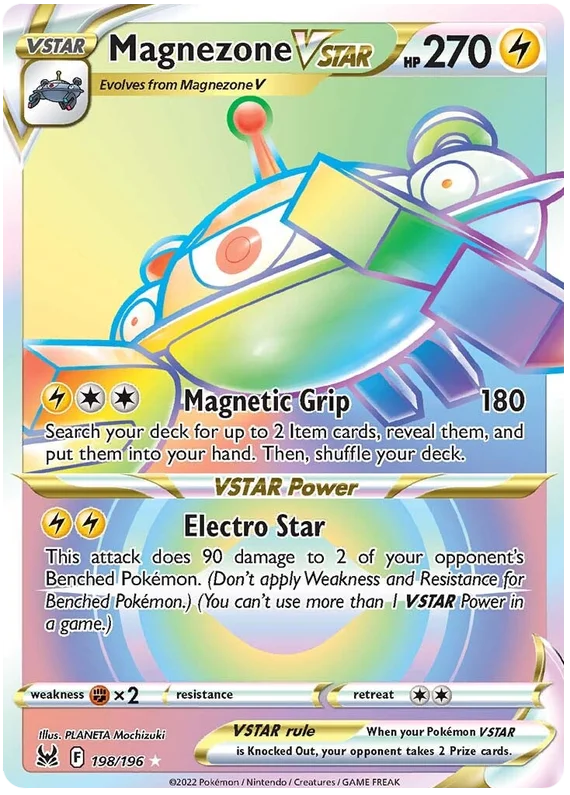 VSTAR Magnezone VSTAR HP 270
Evolves from Magnezone V
Magnetic Grip 180
Search your deck for up to 2 Item cards, reveal them, and
put them into your hand. Then, shuffle your deck.
VSTAR Power
Electro Star
This attack does 90 damage to 2 of your opponent's
Benched Pokémon. (Don't apply Weakness and Resistance for
Benched Pokémon.) (You can't use more than 1 VSTAR Power in
a game.)
weakness ×2 resistance retreat
Illus. PLANETA Mochizuki
F 198/196
VSTAR rule When your Pokémon VSTAR
is Knocked Out, your opponent takes 2 Prize cards.
©2022 Pokémon / Nintendo / Creatures / GAME FREAK